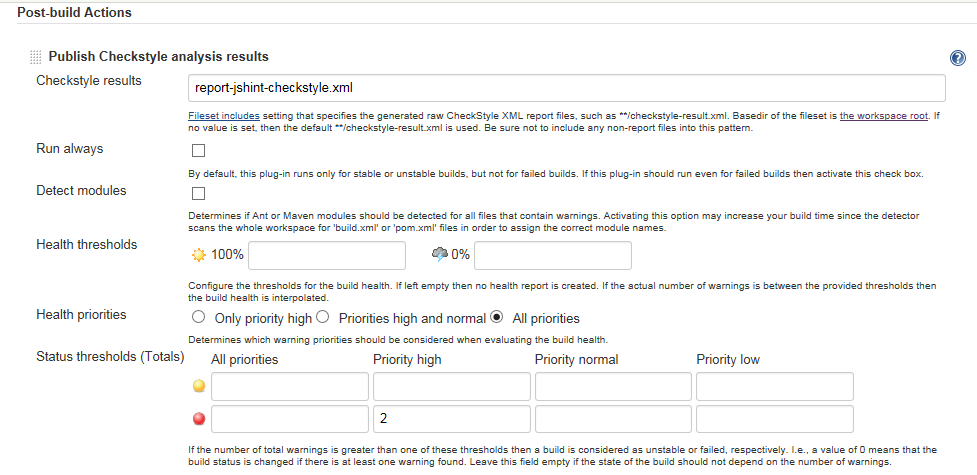 Post-build Actions
Publish Checkstyle analysis results
Checkstyle results
report-jshint-checkstyle.xml
Fileset includes setting that specifies the generated raw CheckStyle XML report files, such as **/checkstyle-result.xml. Basedir of the fileset is the workspace root. If
no value is set, then the default **/checkstyle-result.xml is used. Be sure not to include any non-report files into this pattern.
Run always
By default, this plug-in runs only for stable or unstable builds, but not for failed builds. If this plug-in should run even for failed builds then activate this check box.
Detect modules
Determines if Ant or Maven modules should be detected for all files that contain warnings. Activating this option may increase your build time since the detector
scans the whole workspace for 'build.xml' or 'pom.xml' files in order to assign the correct module names.
Health thresholds
100% 0%
Configure the thresholds for the build health. If left empty then no health report is created. If the actual number of warnings is between the provided thresholds then
the build health is interpolated.
Health priorities
Only priority high Priorities high and normal All priorities
Determines which warning priorities should be considered when evaluating the build health.
Status thresholds (Totals) All priorities Priority high Priority normal Priority low
2
If the number of total warnings is greater than one of these thresholds then a build is considered as unstable or failed, respectively. I.e., a value of 0 means that the
build status is changed if there is at least one warning found. Leave this field empty if the state of the build should not depend on the number of warnings.